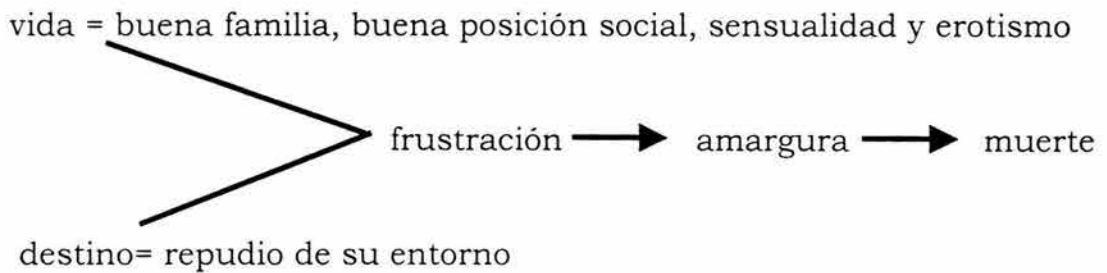 vida = buena familia, buena posición social, sensualidad y erotismo
frustración amargura muerte
destino= repudio de su entorno